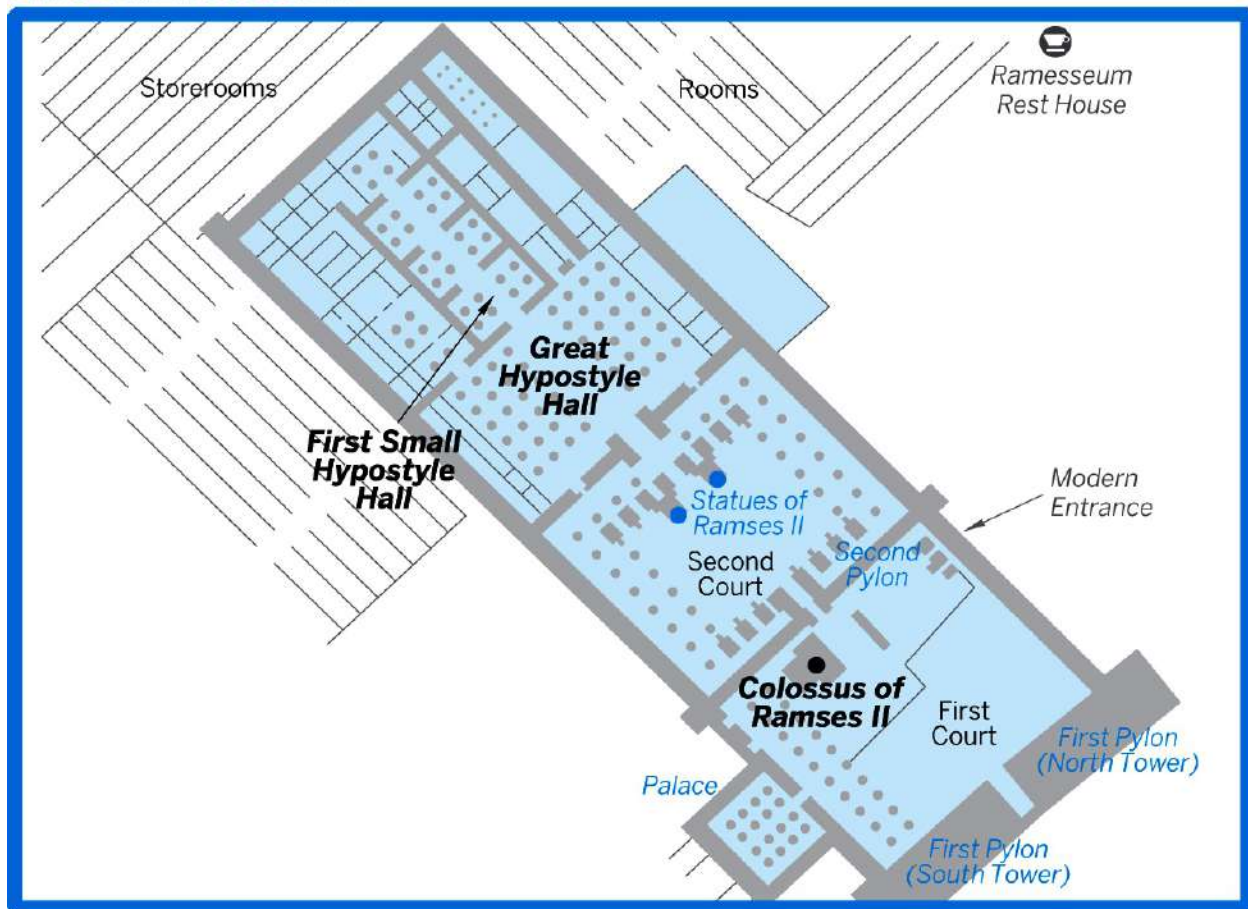 Storerooms
Rooms
Ramesseum
Rest House
Great
Hypostyle
Hall
First Small
Hypostyle
Hall
Modern
Entrance
Statues of
Ramses II
Second
Court
Second
Pylon
Colossus of
Ramses II
First
Court
First Pylon
(North Tower)
Palace
First Pylon
(South Tower)